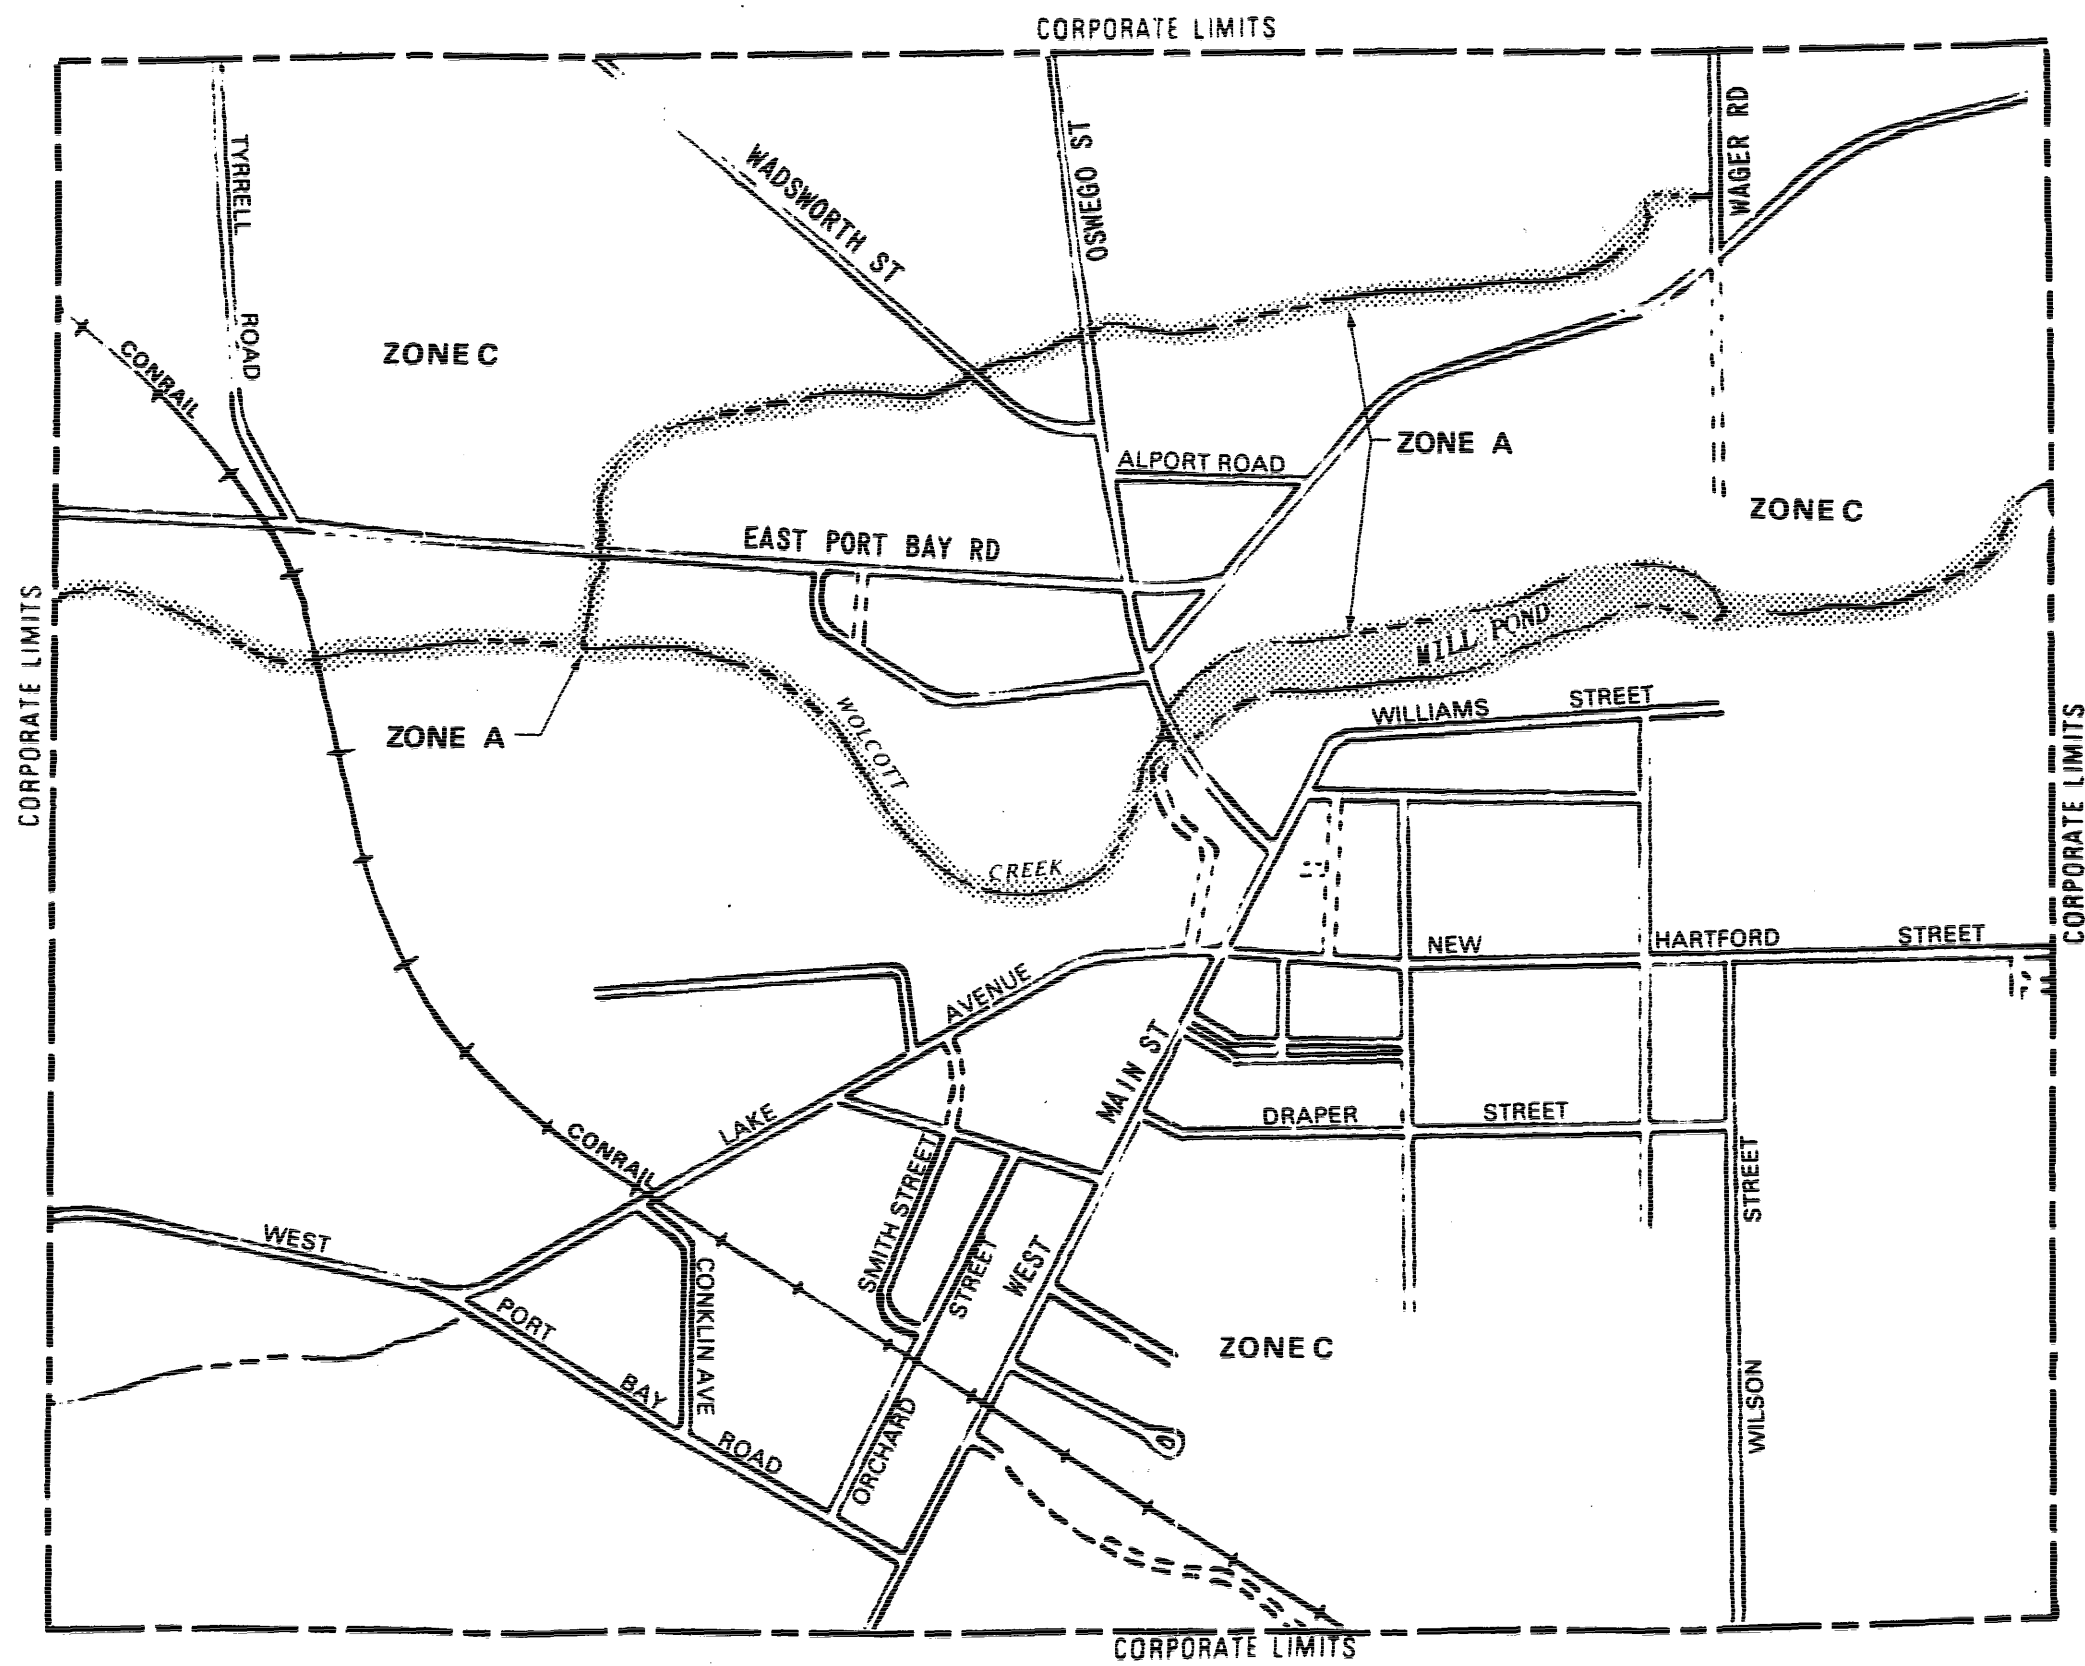 CORPORATE LIMITS
WAGER RD
TYRRELL
ROAD
WADSWORTH ST
OSWEGO ST
CONRAIL
ZONE C
ZONE A
ALPORT ROAD
ZONE C
EAST PORT BAY RD
CORPORATE LIMITS
MILL POND
ZONE A
WOLCOTT
CREEK
WILLIAMS STREET
CORPORATE LIMITS
NEW HARTFORD STREET
LAKE AVENUE
MAIN ST
DRAPER STREET
CONRAIL
SMITH STREET
WEST
WEST
PORT
BAY
ROAD
CONKLIN AVE
ORCHARD
STREET
ZONE C
WILSON
STREET
CORPORATE LIMITS